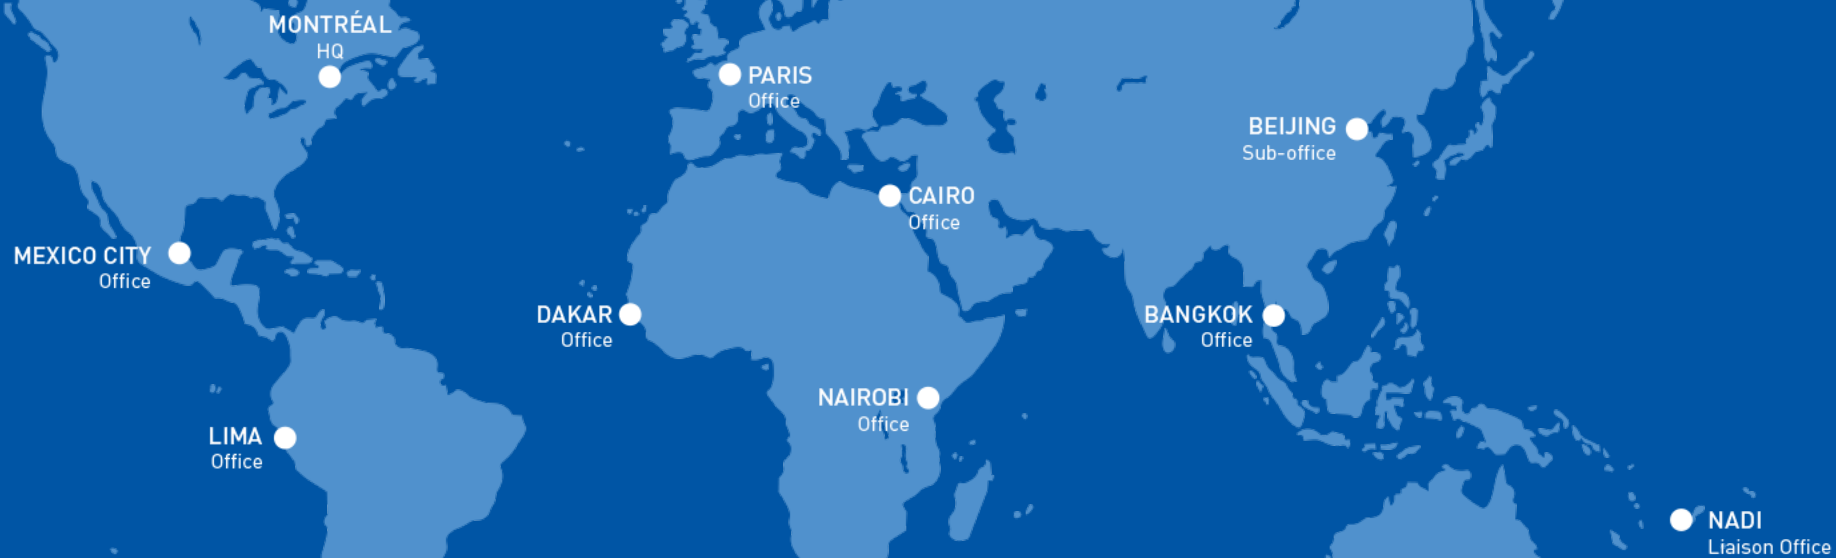 MONTRÉAL
HQ
PARIS
Office
BEIJING
Sub-office
CAIRO
Office
MEXICO CITY
Office
DAKAR
Office
BANGKOK
Office
NAIROBI
Office
LIMA
Office
NADI
Liaison Office